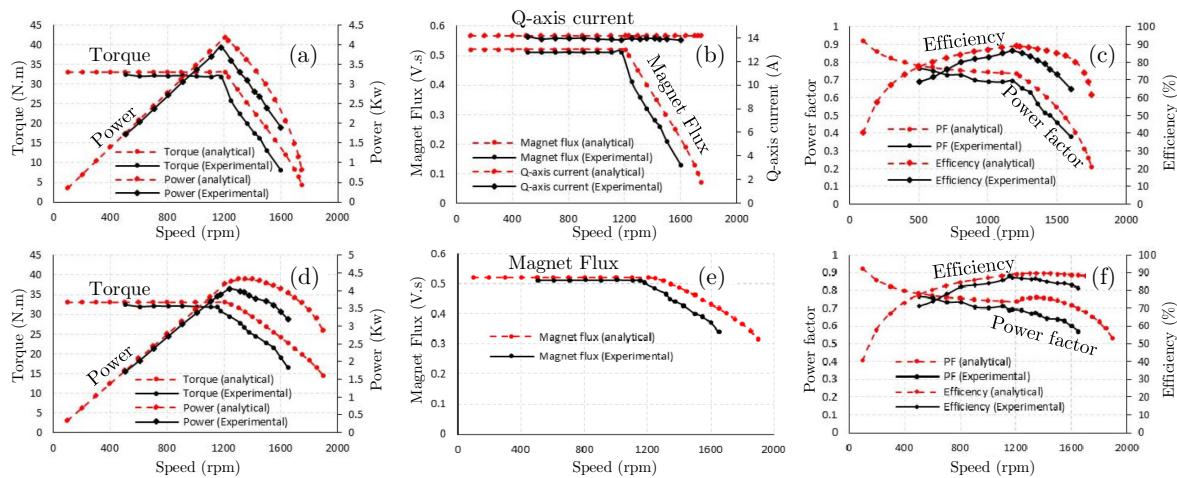 Torque (N.m)
45
40
35
30
25
20
15
10
5
0
Torque
Power
(a)
Torque (analytical)
Torque (Experimental)
Power (analytical)
Power (Experimental)
4.5
4
3.5
3
2.5
2
1.5
1
0.5
0
Power (Kw)
0 400 800 1200 1600 2000
Speed (rpm)
Q-axis current
Magnet Flux (V.s)
0.6
0.5
0.4
0.3
0.2
0.1
0
(b)
Magnet Flux
Magnet flux (analytical)
Magnet flux (Experimental)
Q-axis current (analytical)
Q-axis current (Experimental)
14
12
10
8
6
4
2
0
Q-axis current (A)
0 400 800 1200 1600 2000
Speed (rpm)
Power factor
1
0.9
0.8
0.7
0.6
0.5
0.4
0.3
0.2
0.1
0
Efficiency
(c)
Power factor
PF (analytical)
PF (Experimental)
Efficiency (analytical)
Efficiency (Experimental)
100
90
80
70
60
50
40
30
20
10
0
Efficiency (%)
0 500 1000 1500 2000
Speed (rpm)
Torque (N.m)
45
40
35
30
25
20
15
10
5
0
Torque
Power
(d)
Torque (analytical)
Torque (Experimental)
Power (analytical)
Power (Experimental)
5
4.5
4
3.5
3
2.5
2
1.5
1
0.5
0
Power (Kw)
0 400 800 1200 1600 2000
Speed (rpm)
Magnet Flux (V.s)
0.6
0.5
0.4
0.3
0.2
0.1
0
Magnet Flux
(e)
Magnet flux (analytical)
Magnet flux (Experimental)
0 400 800 1200 1600 2000
Speed (rpm)
Power factor
1
0.9
0.8
0.7
0.6
0.5
0.4
0.3
0.2
0.1
0
Efficiency
(f)
Power factor
PF (analytical)
PF (Experimental)
Efficiency (analytical)
Efficiency (Experimental)
100
90
80
70
60
50
40
30
20
10
0
Efficiency (%)
0 400 800 1200 1600 2000
Speed (rpm)